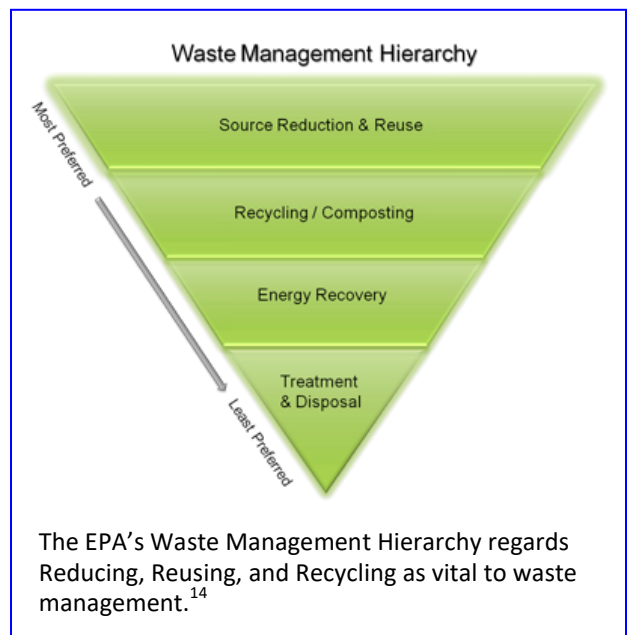 Waste Management Hierarchy
Most Preferred
Source Reduction & Reuse
Recycling / Composting
Energy Recovery
Treatment
& Disposal
Least Preferred
The EPA’s Waste Management Hierarchy regards
Reducing, Reusing, and Recycling as vital to waste
management.14